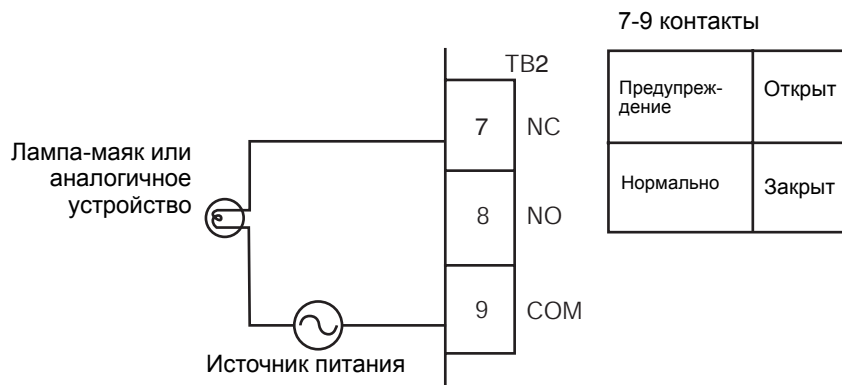 7-9 контакты
TB2
Предупреж-
дение
Открыт
Нормально
Закрыт
7 NC
8 NO
9 COM
Лампа-маяк или
аналогичное
устройство
Источник питания